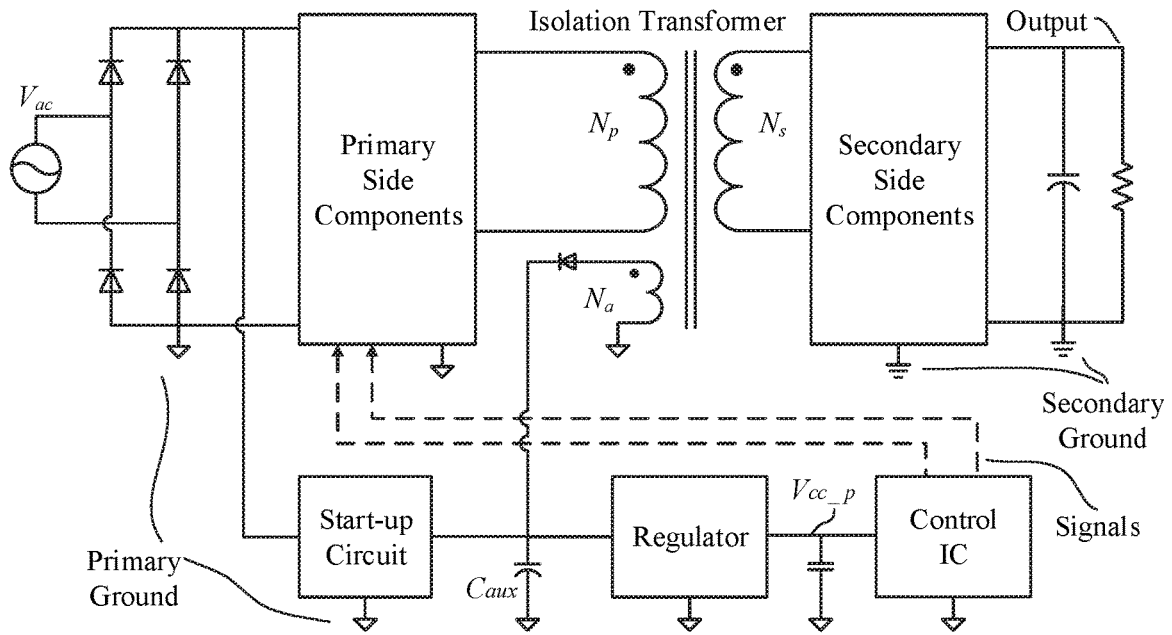 Isolation Transformer
Output
V_ac
N_p
N_s
Primary
Side
Components
Secondary
Side
Components
N_a
Secondary
Ground
Start-up
Circuit
Regulator
V_cc_p
Control
IC
Signals
Primary
Ground
C_aux